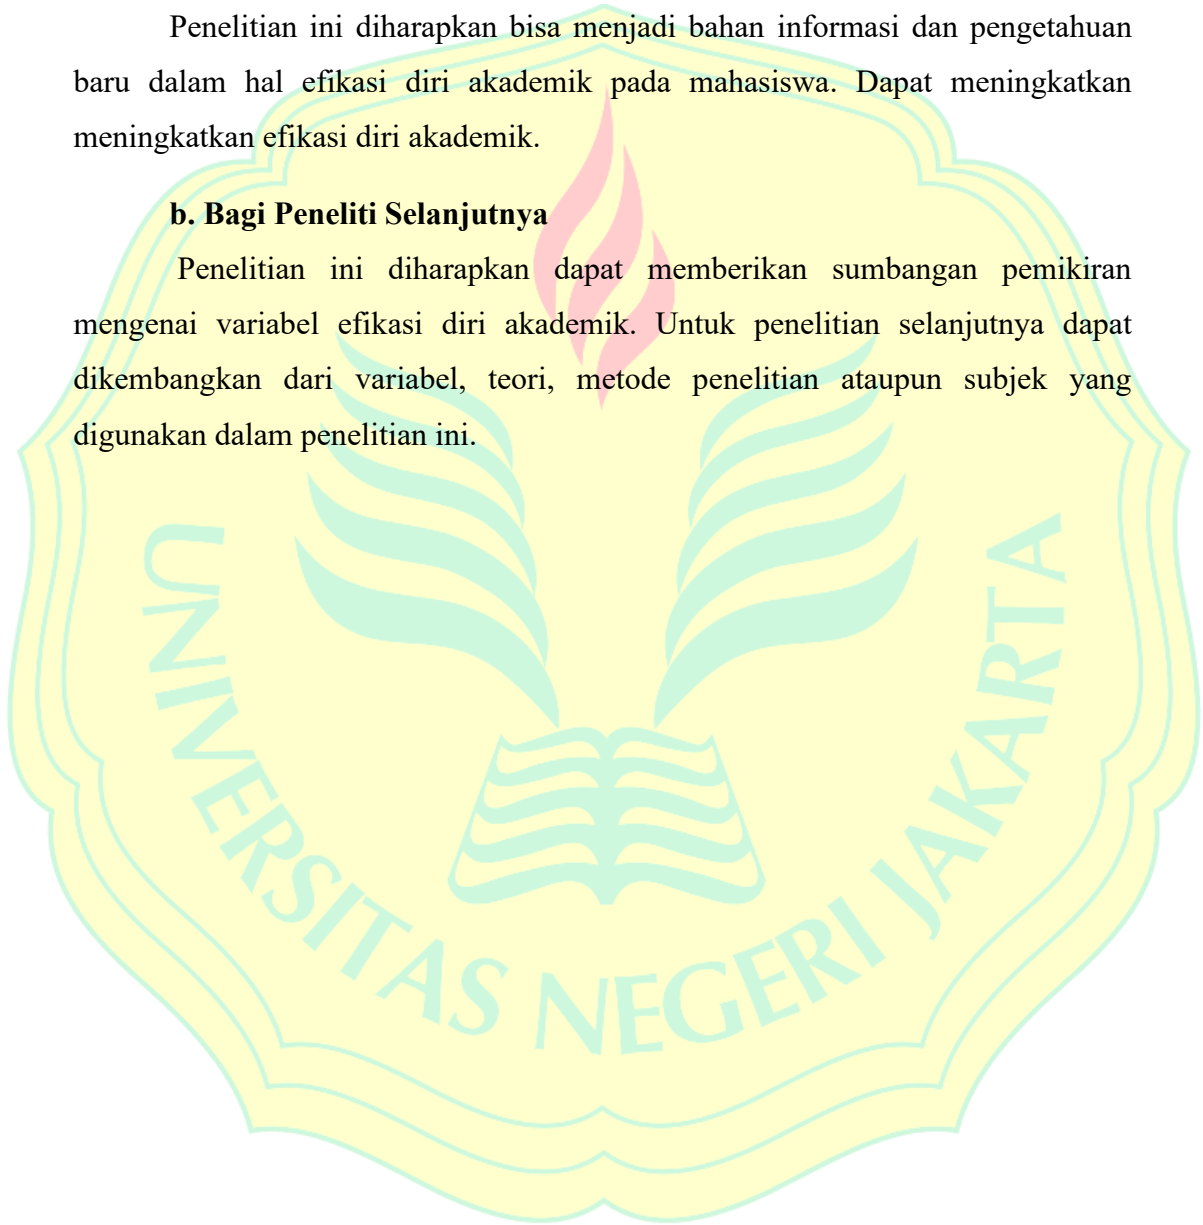 Penelitian ini diharapkan bisa menjadi bahan informasi dan pengetahuan
baru dalam hal efikasi diri akademik pada mahasiswa. Dapat meningkatkan
meningkatkan efikasi diri akademik.
b. Bagi Peneliti Selanjutnya
Penelitian ini diharapkan dapat memberikan sumbangan pemikiran
mengenai variabel efikasi diri akademik. Untuk penelitian selanjutnya dapat
dikembangkan dari variabel, teori, metode penelitian ataupun subjek yang
digunakan dalam penelitian ini.
UNIVERSITAS NEGERI JAKARTA